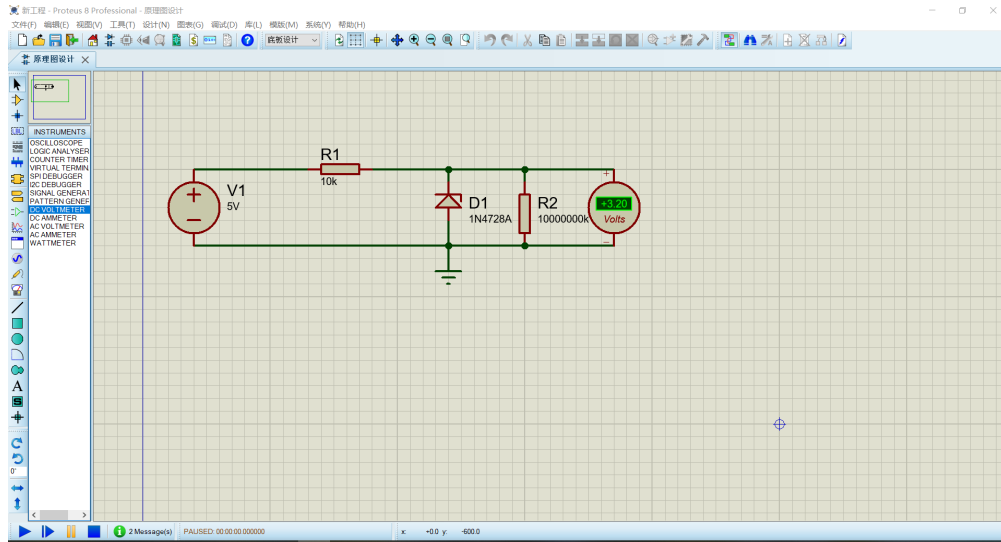 新工程 - Proteus 8 Professional - 原理图设计
文件(F) 编辑(E) 视图(V) 工具(T) 设计(N) 图表(G) 调试(D) 库(L) 模版(M) 系统(Y) 帮助(H)
底板设计
原理图设计
INSTRUMENTS
OSCILLOSCOPE
LOGIC ANALYSER
COUNTER TIMER
VIRTUAL TERMIN
SPI DEBUGGER
I2C DEBUGGER
SIGNAL GENERAT
PATTERN GENEF
DC VOLTMETER
DC AMMETER
AC VOLTMETER
AC AMMETER
WATTMETER
R1
10k
V1
5V
D1
1N4728A
R2
10000000k
+3.20
Volts
0°
2 Message(s) PAUSED: 00:00:00.000000 x: +0.0 y: -600.0